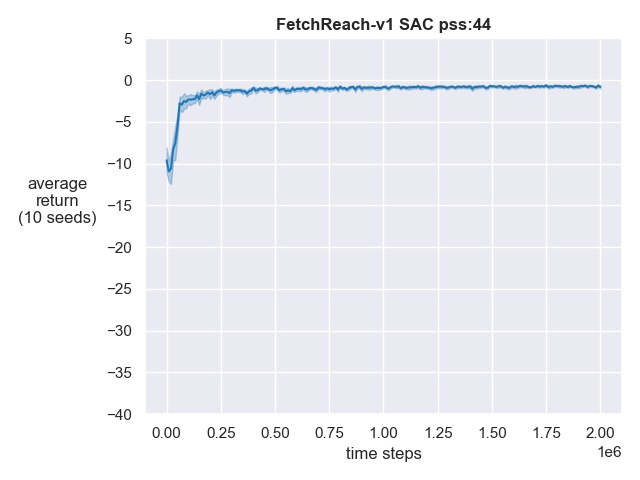 FetchReach-v1 SAC pss:44
5
0
−5
−10
−15
−20
−25
−30
−35
−40
average
return
(10 seeds)
0.00 0.25 0.50 0.75 1.00 1.25 1.50 1.75 2.00
time steps
1e6